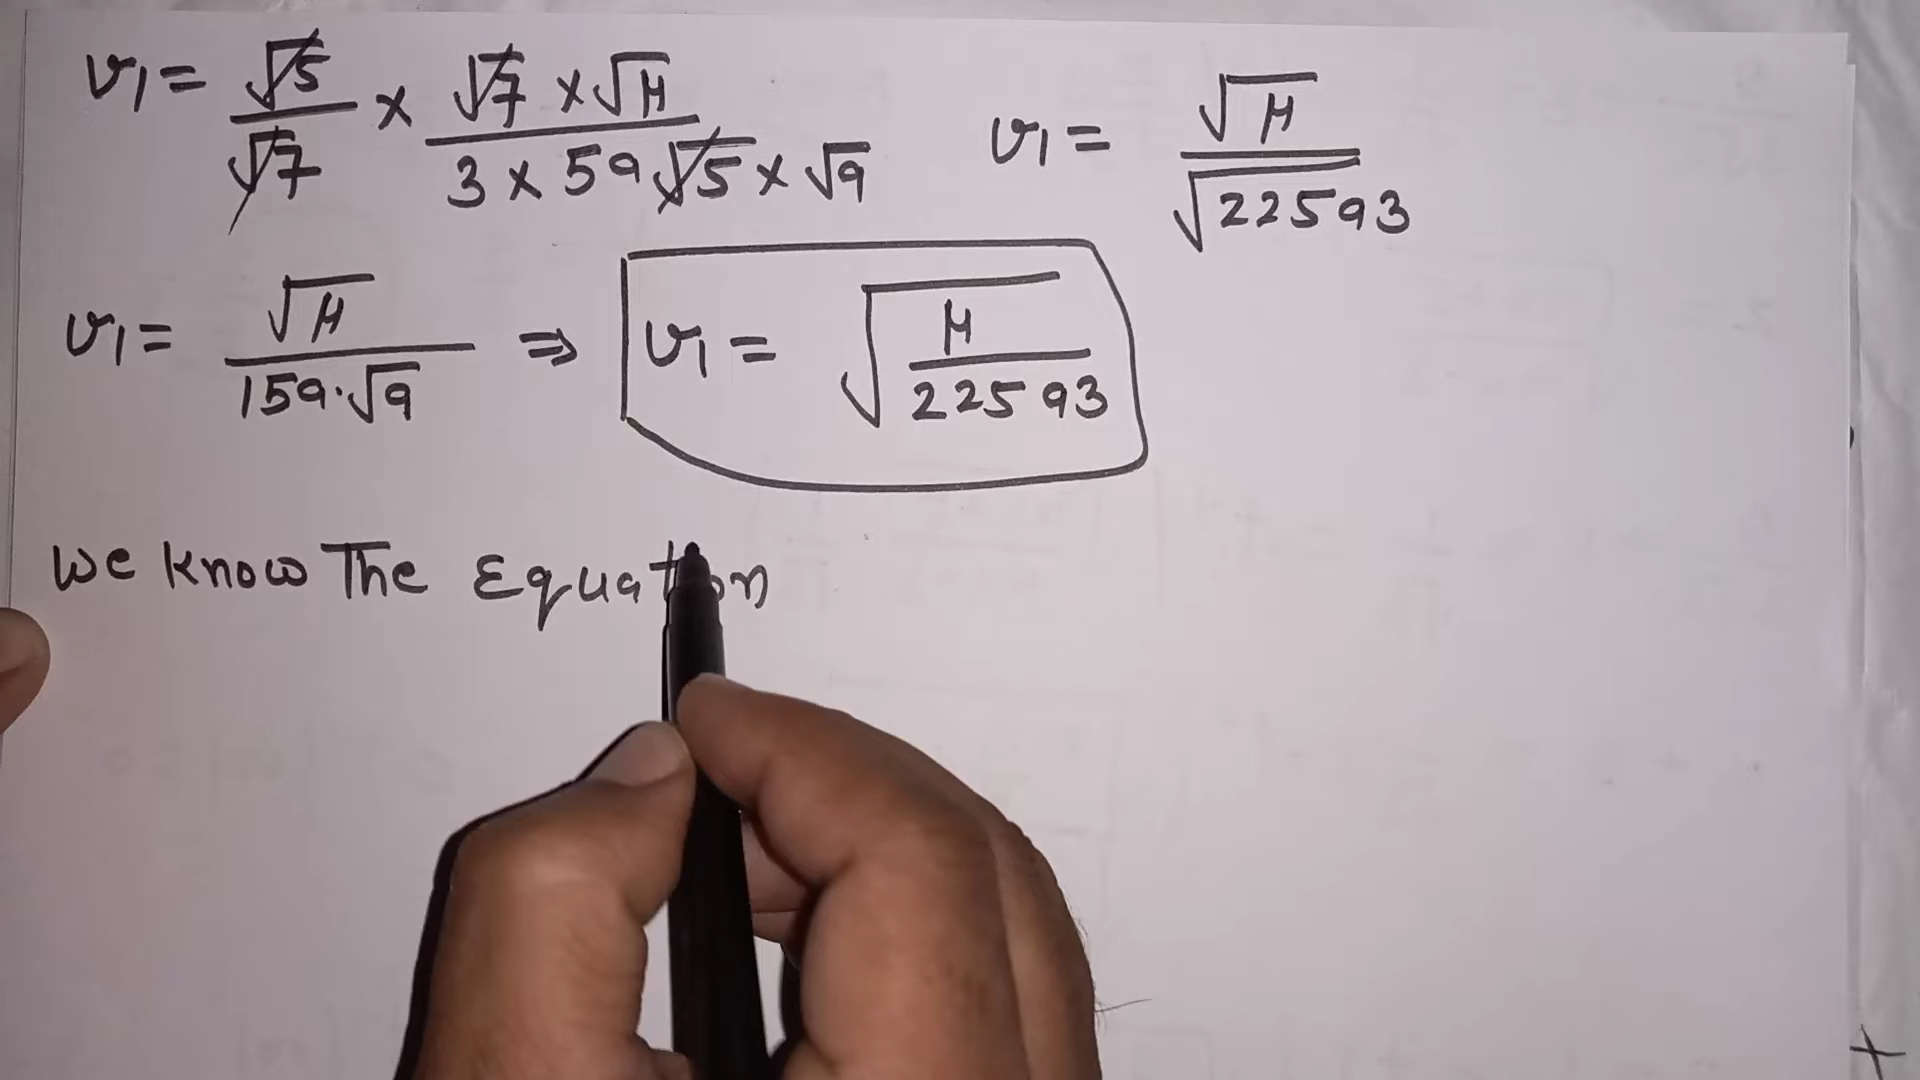 v1 = √5/√7 × √7 × √μ / 3 × 59 √5 × √9
v1 = √μ / √22593
v1 = √μ / 159·√9 ⇒ v1 = √(μ / 22593)
We know The Equation